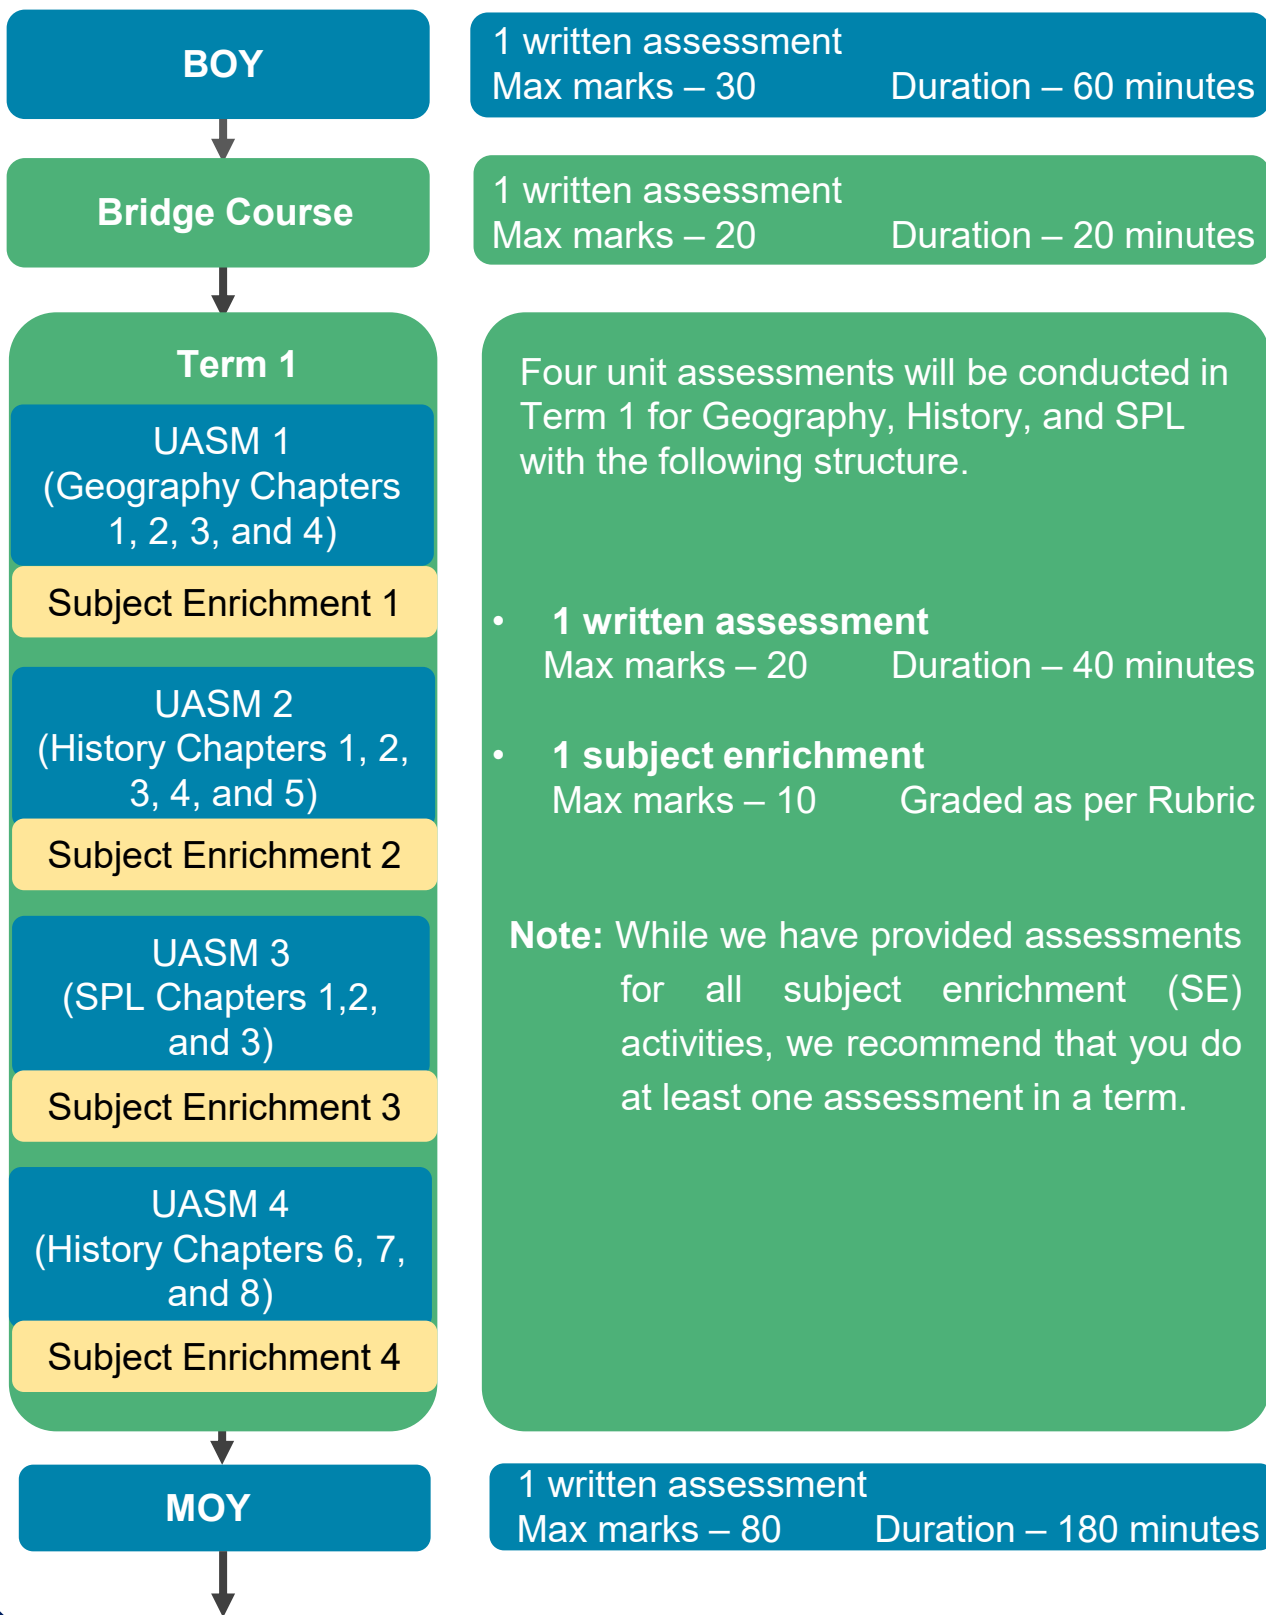 BOY
1 written assessment
Max marks – 30 Duration – 60 minutes
Bridge Course
1 written assessment
Max marks – 20 Duration – 20 minutes
Term 1
UASM 1
(Geography Chapters
1, 2, 3, and 4)
Subject Enrichment 1
UASM 2
(History Chapters 1, 2,
3, 4, and 5)
Subject Enrichment 2
UASM 3
(SPL Chapters 1,2,
and 3)
Subject Enrichment 3
UASM 4
(History Chapters 6, 7,
and 8)
Subject Enrichment 4
Four unit assessments will be conducted in
Term 1 for Geography, History, and SPL
with the following structure.
• 1 written assessment
Max marks – 20 Duration – 40 minutes
• 1 subject enrichment
Max marks – 10 Graded as per Rubric
Note: While we have provided assessments
for all subject enrichment (SE)
activities, we recommend that you do
at least one assessment in a term.
MOY
1 written assessment
Max marks – 80 Duration – 180 minutes